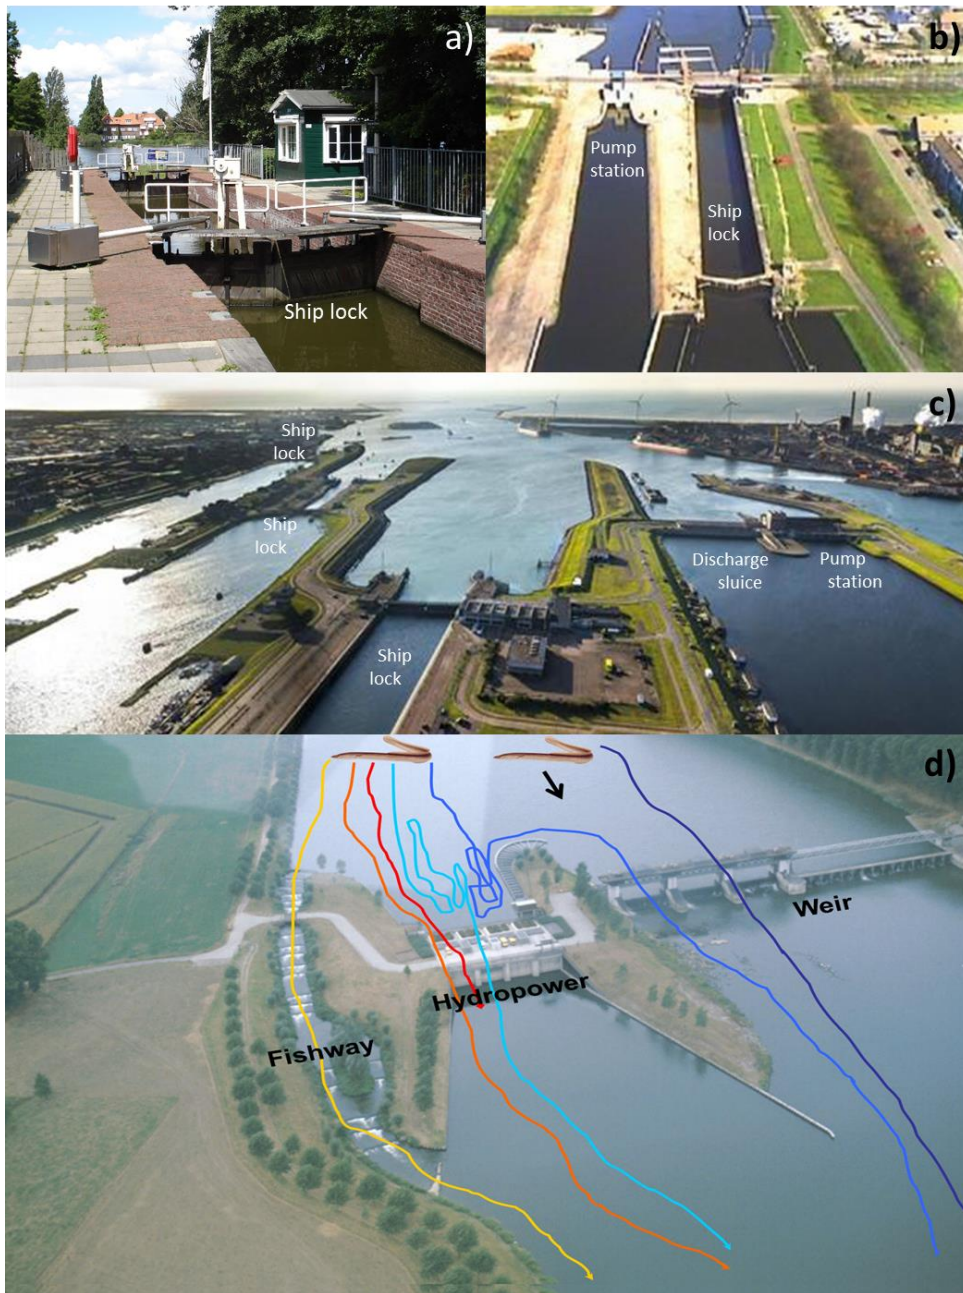 a)
Ship lock
b)
Pump
station
Ship
lock
c)
Ship
lock
Ship
lock
Discharge
sluice
Pump
station
Ship
lock
d)
Weir
Hydropower
Fishway